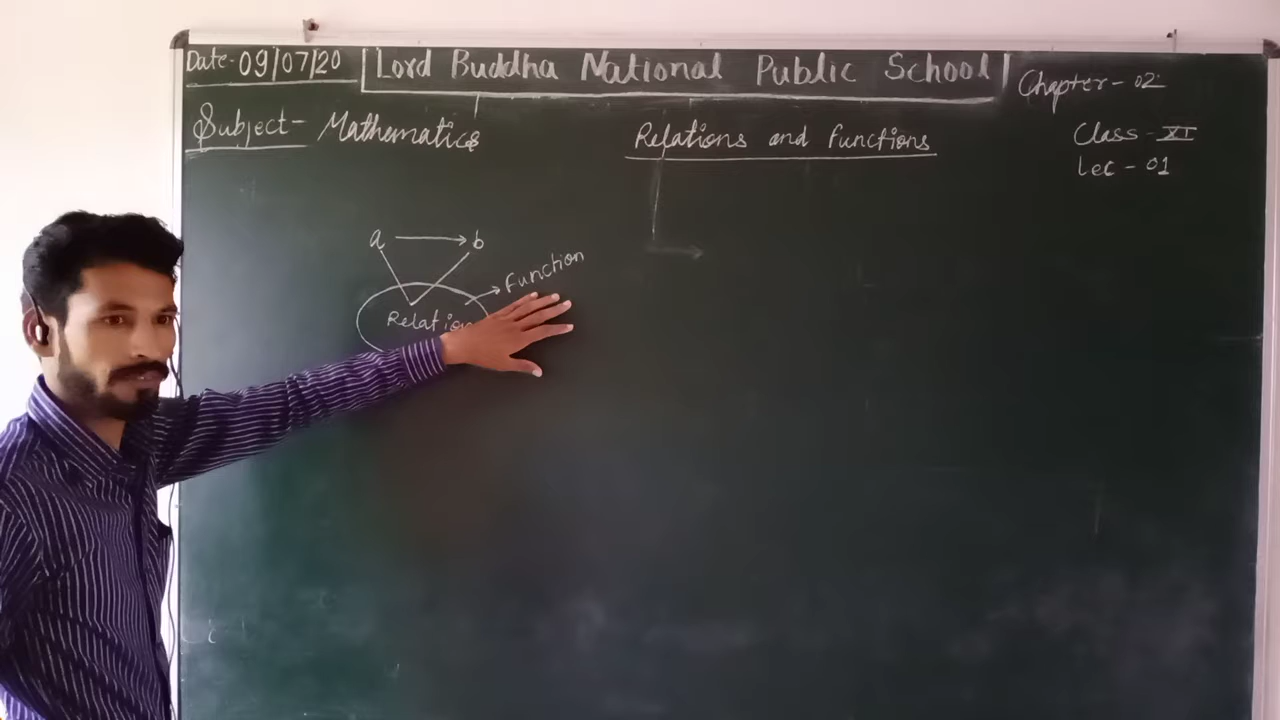 Date-09/07/20
Lord Buddha National Public School
Chapter-02
Subject- Mathematics
Relations and Functions
Class-XI
Lec-01
a → b
Function
Relation